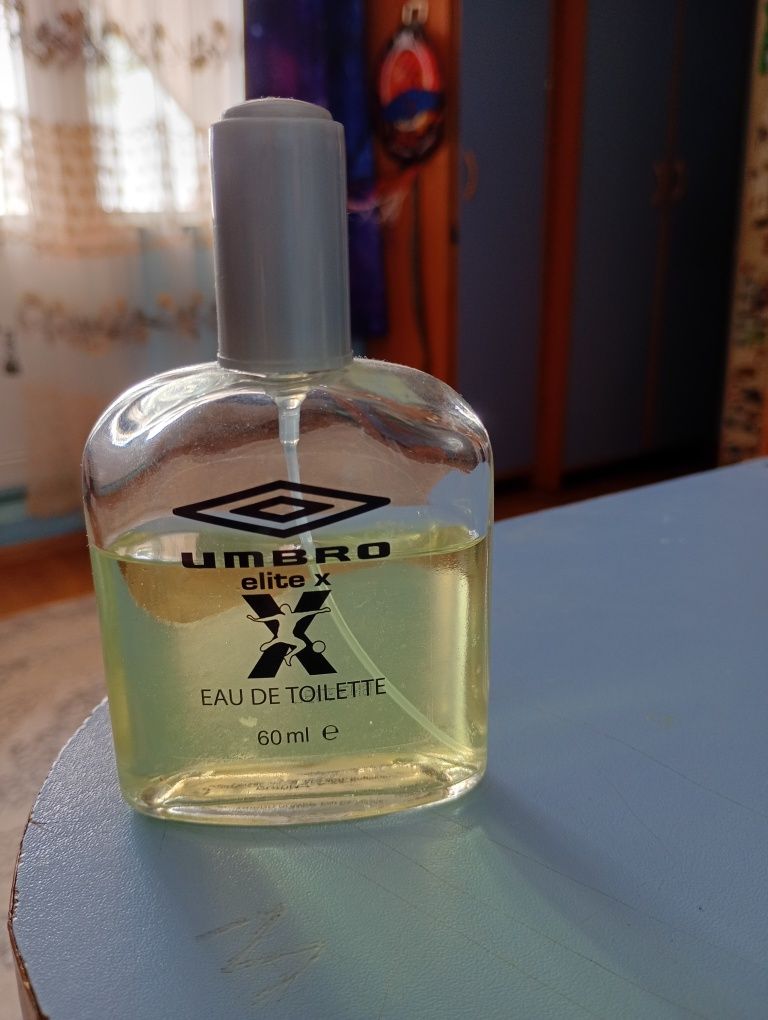 UMBRO
elite x
X
EAU DE TOILETTE
60 ml ℮